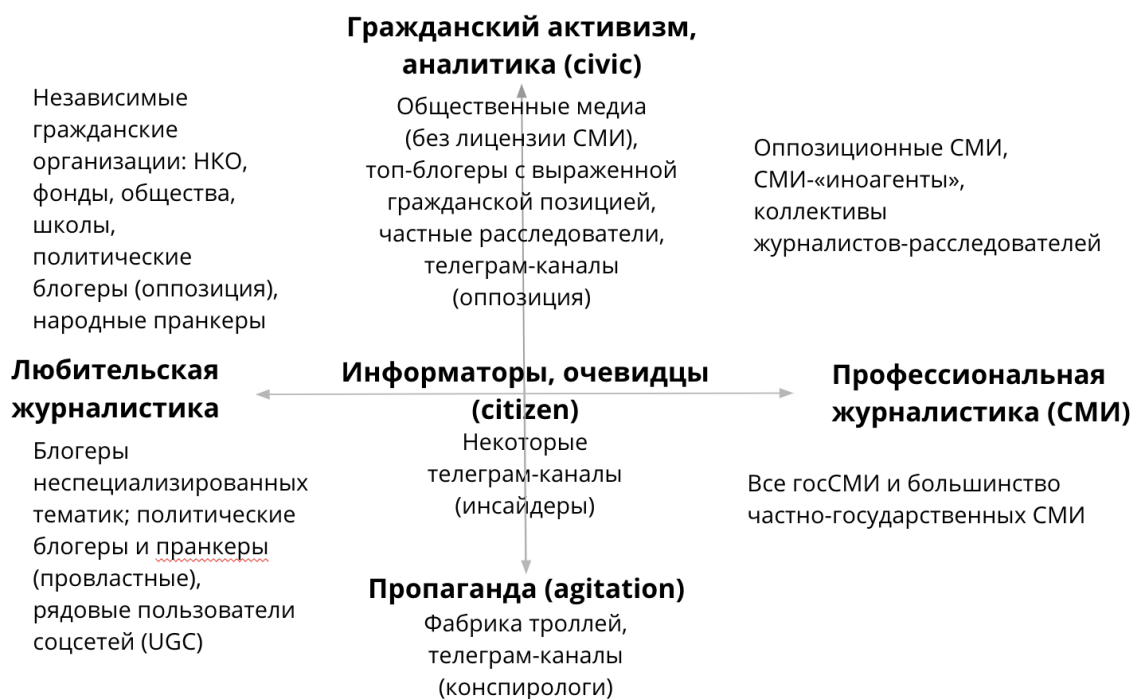 Гражданский активизм,
аналитика (civic)
Независимые
гражданские
организации: НКО,
фонды, общества,
школы,
политические
блогеры (оппозиция),
народные пранкеры
Общественные медиа
(без лицензии СМИ),
топ-блогеры с выраженной
гражданской позицией,
частные расследователи,
телеграм-каналы
(оппозиция)
Оппозиционные СМИ,
СМИ-«иноагенты»,
коллективы
журналистов-расследователей
Любительская
журналистика
Информаторы, очевидцы
(citizen)
Некоторые
телеграм-каналы
(инсайдеры)
Профессиональная
журналистика (СМИ)
Блогеры
неспециализированных
тематик; политические
блогеры и пранкеры
(провластные),
рядовые пользователи
соцсетей (UGC)
Все госСМИ и большинство
частно-государственных СМИ
Пропаганда (agitation)
Фабрика троллей,
телеграм-каналы
(конспирологи)